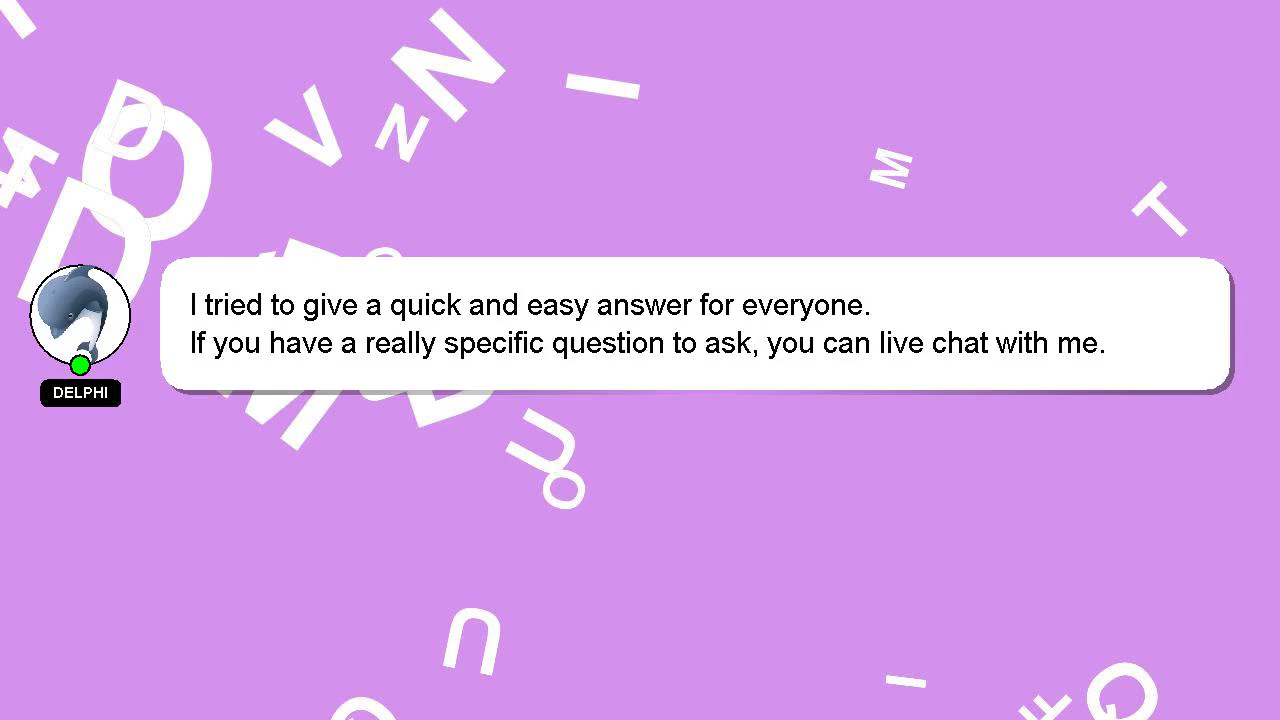 I tried to give a quick and easy answer for everyone.
If you have a really specific question to ask, you can live chat with me.
DELPHI
D
O
V
N
Z
I
M
T
D
M
U
O
U
I
Q